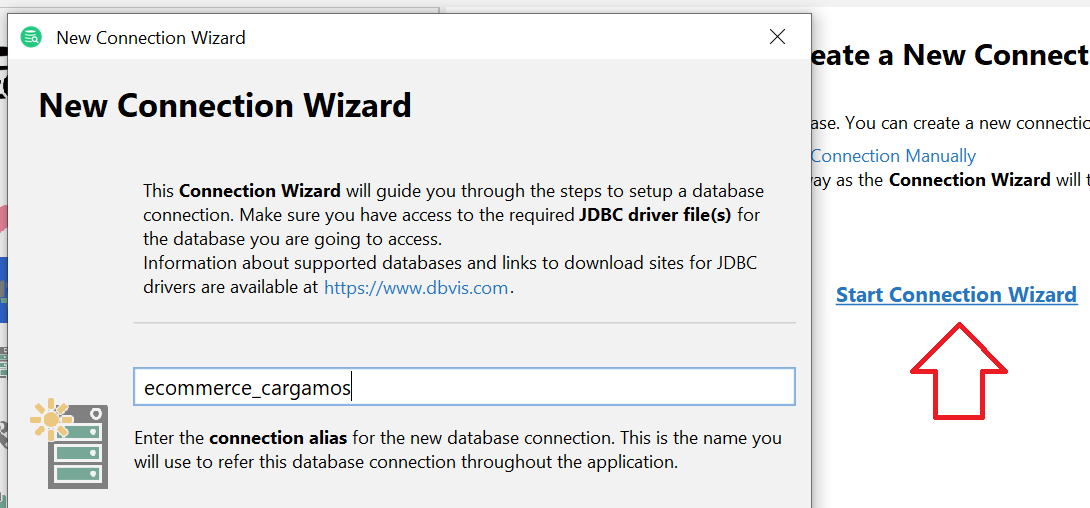 New Connection Wizard
New Connection Wizard
This Connection Wizard will guide you through the steps to setup a database
connection. Make sure you have access to the required JDBC driver file(s) for
the database you are going to access.
Information about supported databases and links to download sites for JDBC
drivers are available at https://www.dbvis.com.
ecommerce_cargamos
Enter the connection alias for the new database connection. This is the name you
will use to refer this database connection throughout the application.
eate a New Connect
ase. You can create a new connectio
Connection Manually
ay as the Connection Wizard will t
Start Connection Wizard